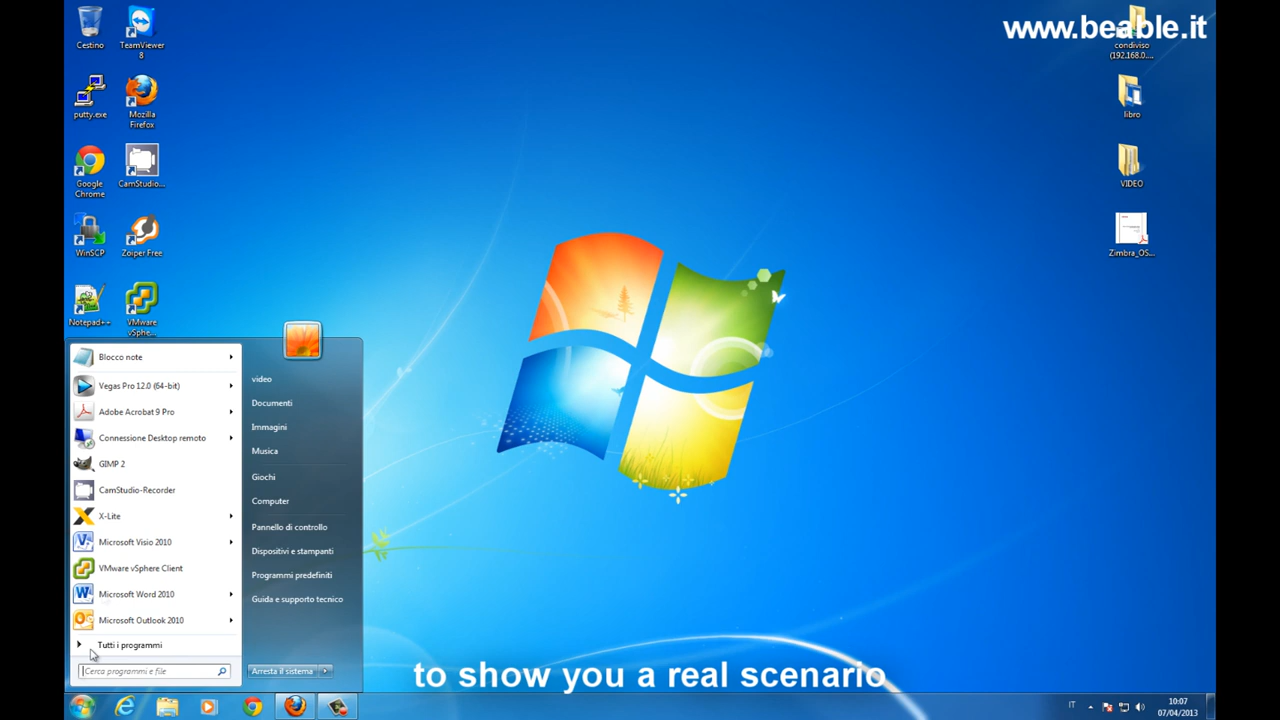 www.beable.it
Cestino
TeamViewer
8
condiviso
(192.168.0....
putty.exe
Mozilla
Firefox
libro
Google
Chrome
CamStudio...
VIDEO
WinSCP
Zoiper Free
Zimbra_OS...
Notepad++
VMware
vSphe...
Blocco note
Vegas Pro 12.0 (64-bit)
Adobe Acrobat 9 Pro
Connessione Desktop remoto
GIMP 2
CamStudio-Recorder
X-Lite
Microsoft Visio 2010
VMware vSphere Client
Microsoft Word 2010
Microsoft Outlook 2010
Tutti i programmi
Cerca programmi e file
video
Documenti
Immagini
Musica
Giochi
Computer
Pannello di controllo
Dispositivi e stampanti
Programmi predefiniti
Guida e supporto tecnico
Arresta il sistema
to show you a real scenario
IT
10:07
07/04/2013